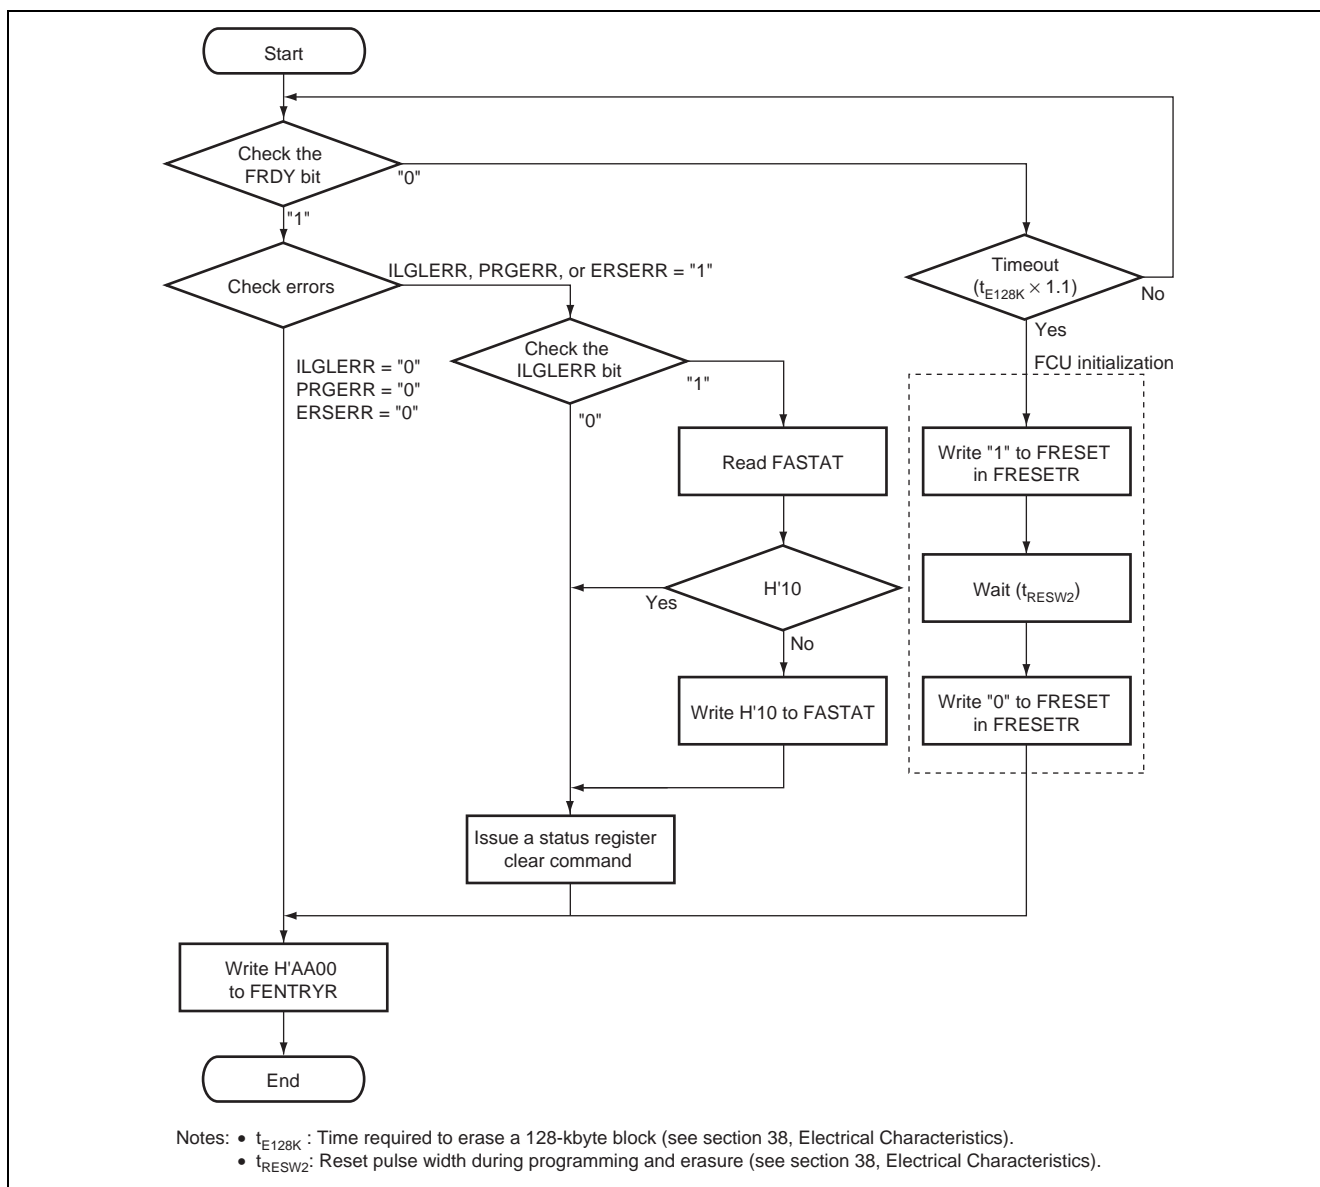 Start
Check the
FRDY bit
"0"
"1"
Check errors
ILGLERR, PRGERR, or ERSERR = "1"
Timeout
(tE128K × 1.1)
No
Yes
ILGLERR = "0"
PRGERR = "0"
ERSERR = "0"
Check the
ILGLERR bit
"1"
"0"
FCU initialization
Read FASTAT
Write "1" to FRESET
in FRESETR
H'10
Yes
No
Wait (tRESW2)
Write H'10 to FASTAT
Write "0" to FRESET
in FRESETR
Issue a status register
clear command
Write H'AA00
to FENTRYR
End
Notes: • tE128K : Time required to erase a 128-kbyte block (see section 38, Electrical Characteristics).
• tRESW2: Reset pulse width during programming and erasure (see section 38, Electrical Characteristics).